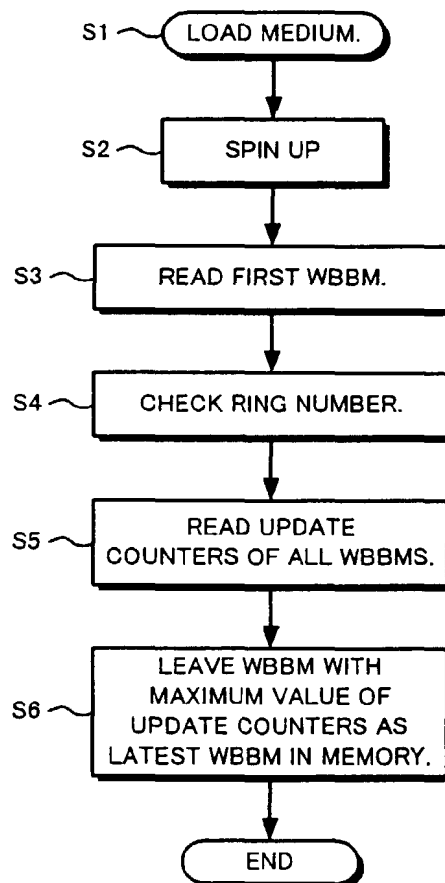 S1
LOAD MEDIUM.
S2
SPIN UP
S3
READ FIRST WBBM.
S4
CHECK RING NUMBER.
S5
READ UPDATE
COUNTERS OF ALL WBBMS.
S6
LEAVE WBBM WITH
MAXIMUM VALUE OF
UPDATE COUNTERS AS
LATEST WBBM IN MEMORY.
END